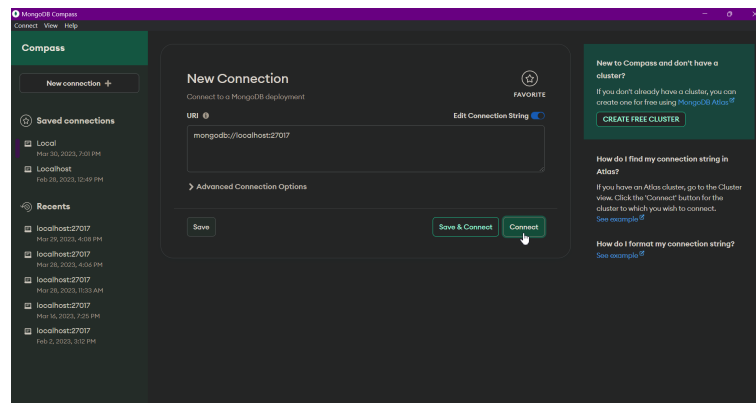 MongoDB Compass
Connect View Help
Compass
New connection +
Saved connections
Local
Mar 30, 2023, 7:01 PM
Localhost
Feb 28, 2023, 12:49 PM
Recents
localhost:27017
Mar 29, 2023, 4:08 PM
localhost:27017
Mar 28, 2023, 4:06 PM
localhost:27017
Mar 28, 2023, 11:33 AM
localhost:27017
Mar 16, 2023, 7:25 PM
localhost:27017
Feb 2, 2023, 3:12 PM
New Connection
Connect to a MongoDB deployment
FAVORITE
URI
Edit Connection String
mongodb://localhost:27017
Advanced Connection Options
Save
Save & Connect
Connect
New to Compass and don't have a
cluster?
If you don't already have a cluster, you can
create one for free using MongoDB Atlas
CREATE FREE CLUSTER
How do I find my connection string in
Atlas?
If you have an Atlas cluster, go to the Cluster
view. Click the 'Connect' button for the
cluster to which you wish to connect.
See example
How do I format my connection string?
See example